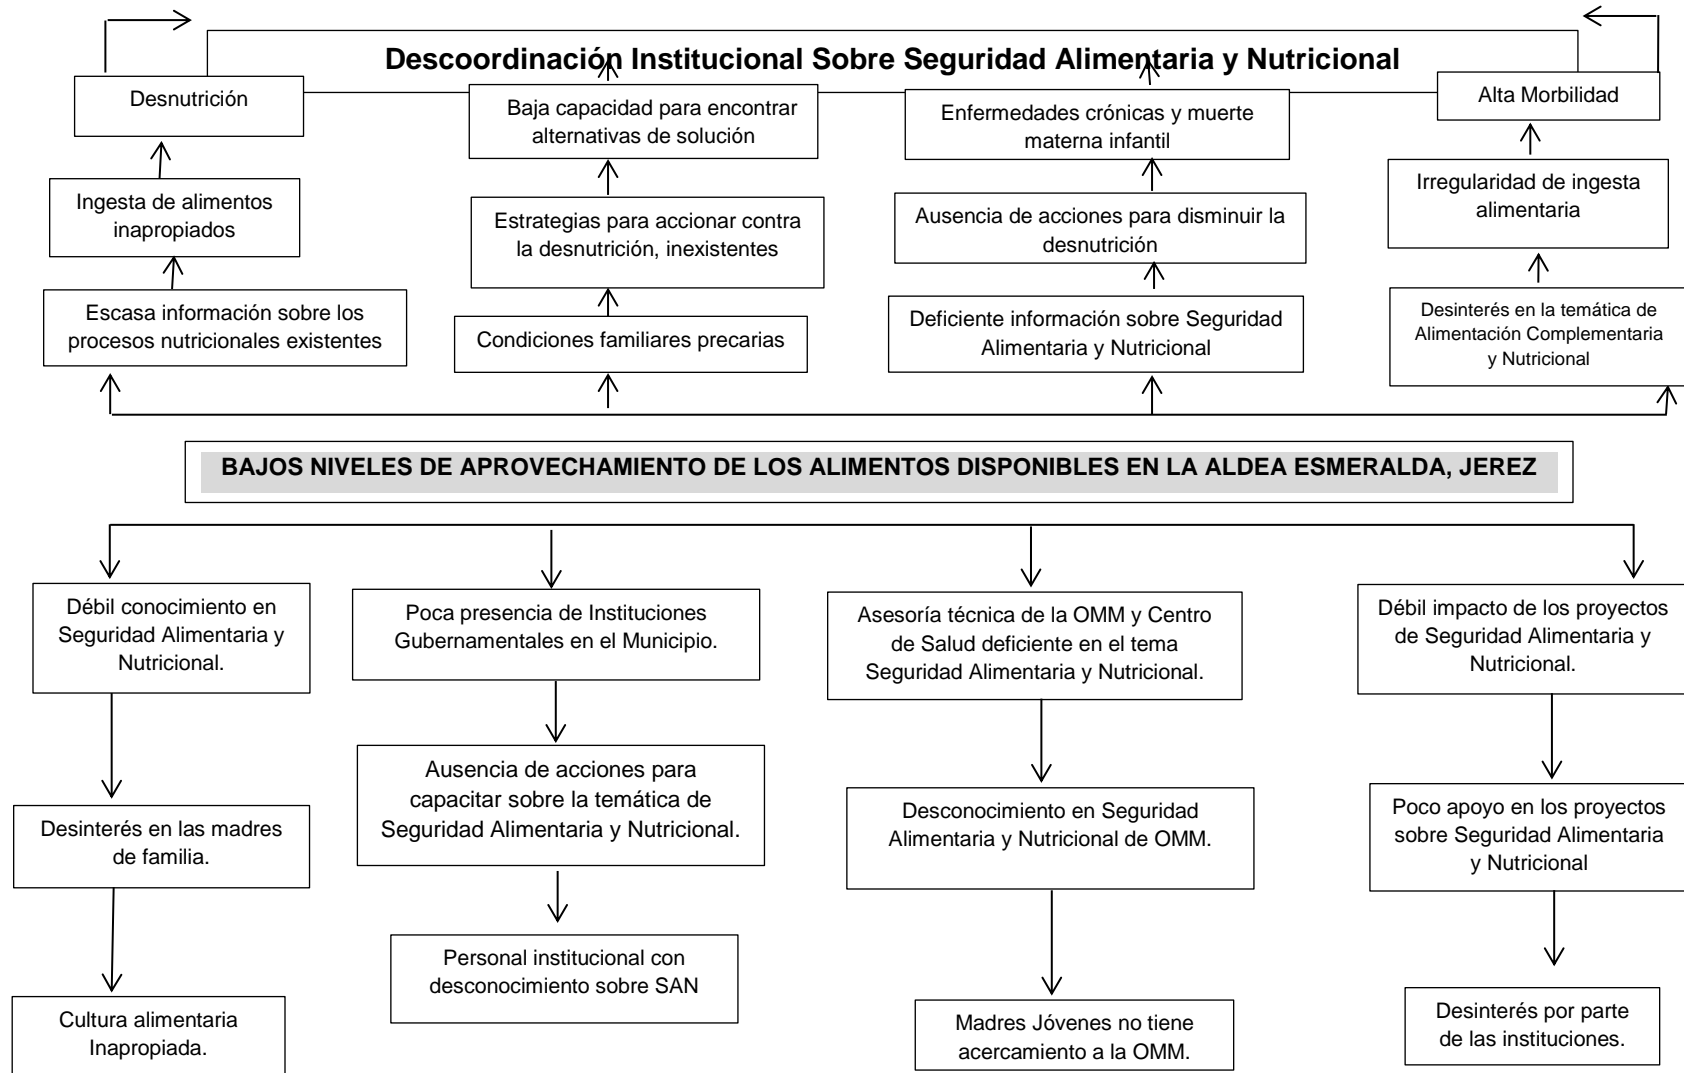 Descoordinación Institucional Sobre Seguridad Alimentaria y Nutricional
Desnutrición
Baja capacidad para encontrar
alternativas de solución
Enfermedades crónicas y muerte
materna infantil
Alta Morbilidad
Ingesta de alimentos
inapropiados
Estrategias para accionar contra
la desnutrición, inexistentes
Ausencia de acciones para disminuir la
desnutrición
Irregularidad de ingesta
alimentaria
Escasa información sobre los
procesos nutricionales existentes
Condiciones familiares precarias
Deficiente información sobre Seguridad
Alimentaria y Nutricional
Desinterés en la temática de
Alimentación Complementaria
y Nutricional
BAJOS NIVELES DE APROVECHAMIENTO DE LOS ALIMENTOS DISPONIBLES EN LA ALDEA ESMERALDA, JEREZ
Débil conocimiento en
Seguridad Alimentaria y
Nutricional.
Poca presencia de Instituciones
Gubernamentales en el Municipio.
Asesoría técnica de la OMM y Centro
de Salud deficiente en el tema
Seguridad Alimentaria y Nutricional.
Débil impacto de los proyectos
de Seguridad Alimentaria y
Nutricional.
Desinterés en las madres
de familia.
Ausencia de acciones para
capacitar sobre la temática de
Seguridad Alimentaria y Nutricional.
Desconocimiento en Seguridad
Alimentaria y Nutricional de OMM.
Poco apoyo en los proyectos
sobre Seguridad Alimentaria
y Nutricional
Cultura alimentaria
Inapropiada.
Personal institucional con
desconocimiento sobre SAN
Madres Jóvenes no tiene
acercamiento a la OMM.
Desinterés por parte
de las instituciones.